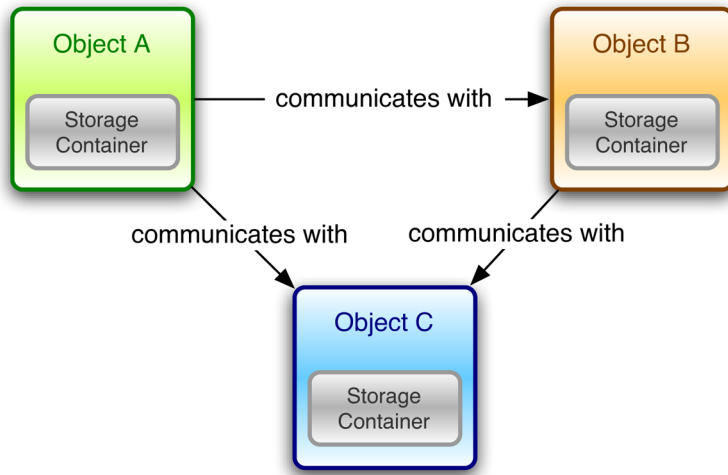 Object A
Object B
communicates with
Storage
Container
Storage
Container
communicates with
communicates with
Object C
Storage
Container